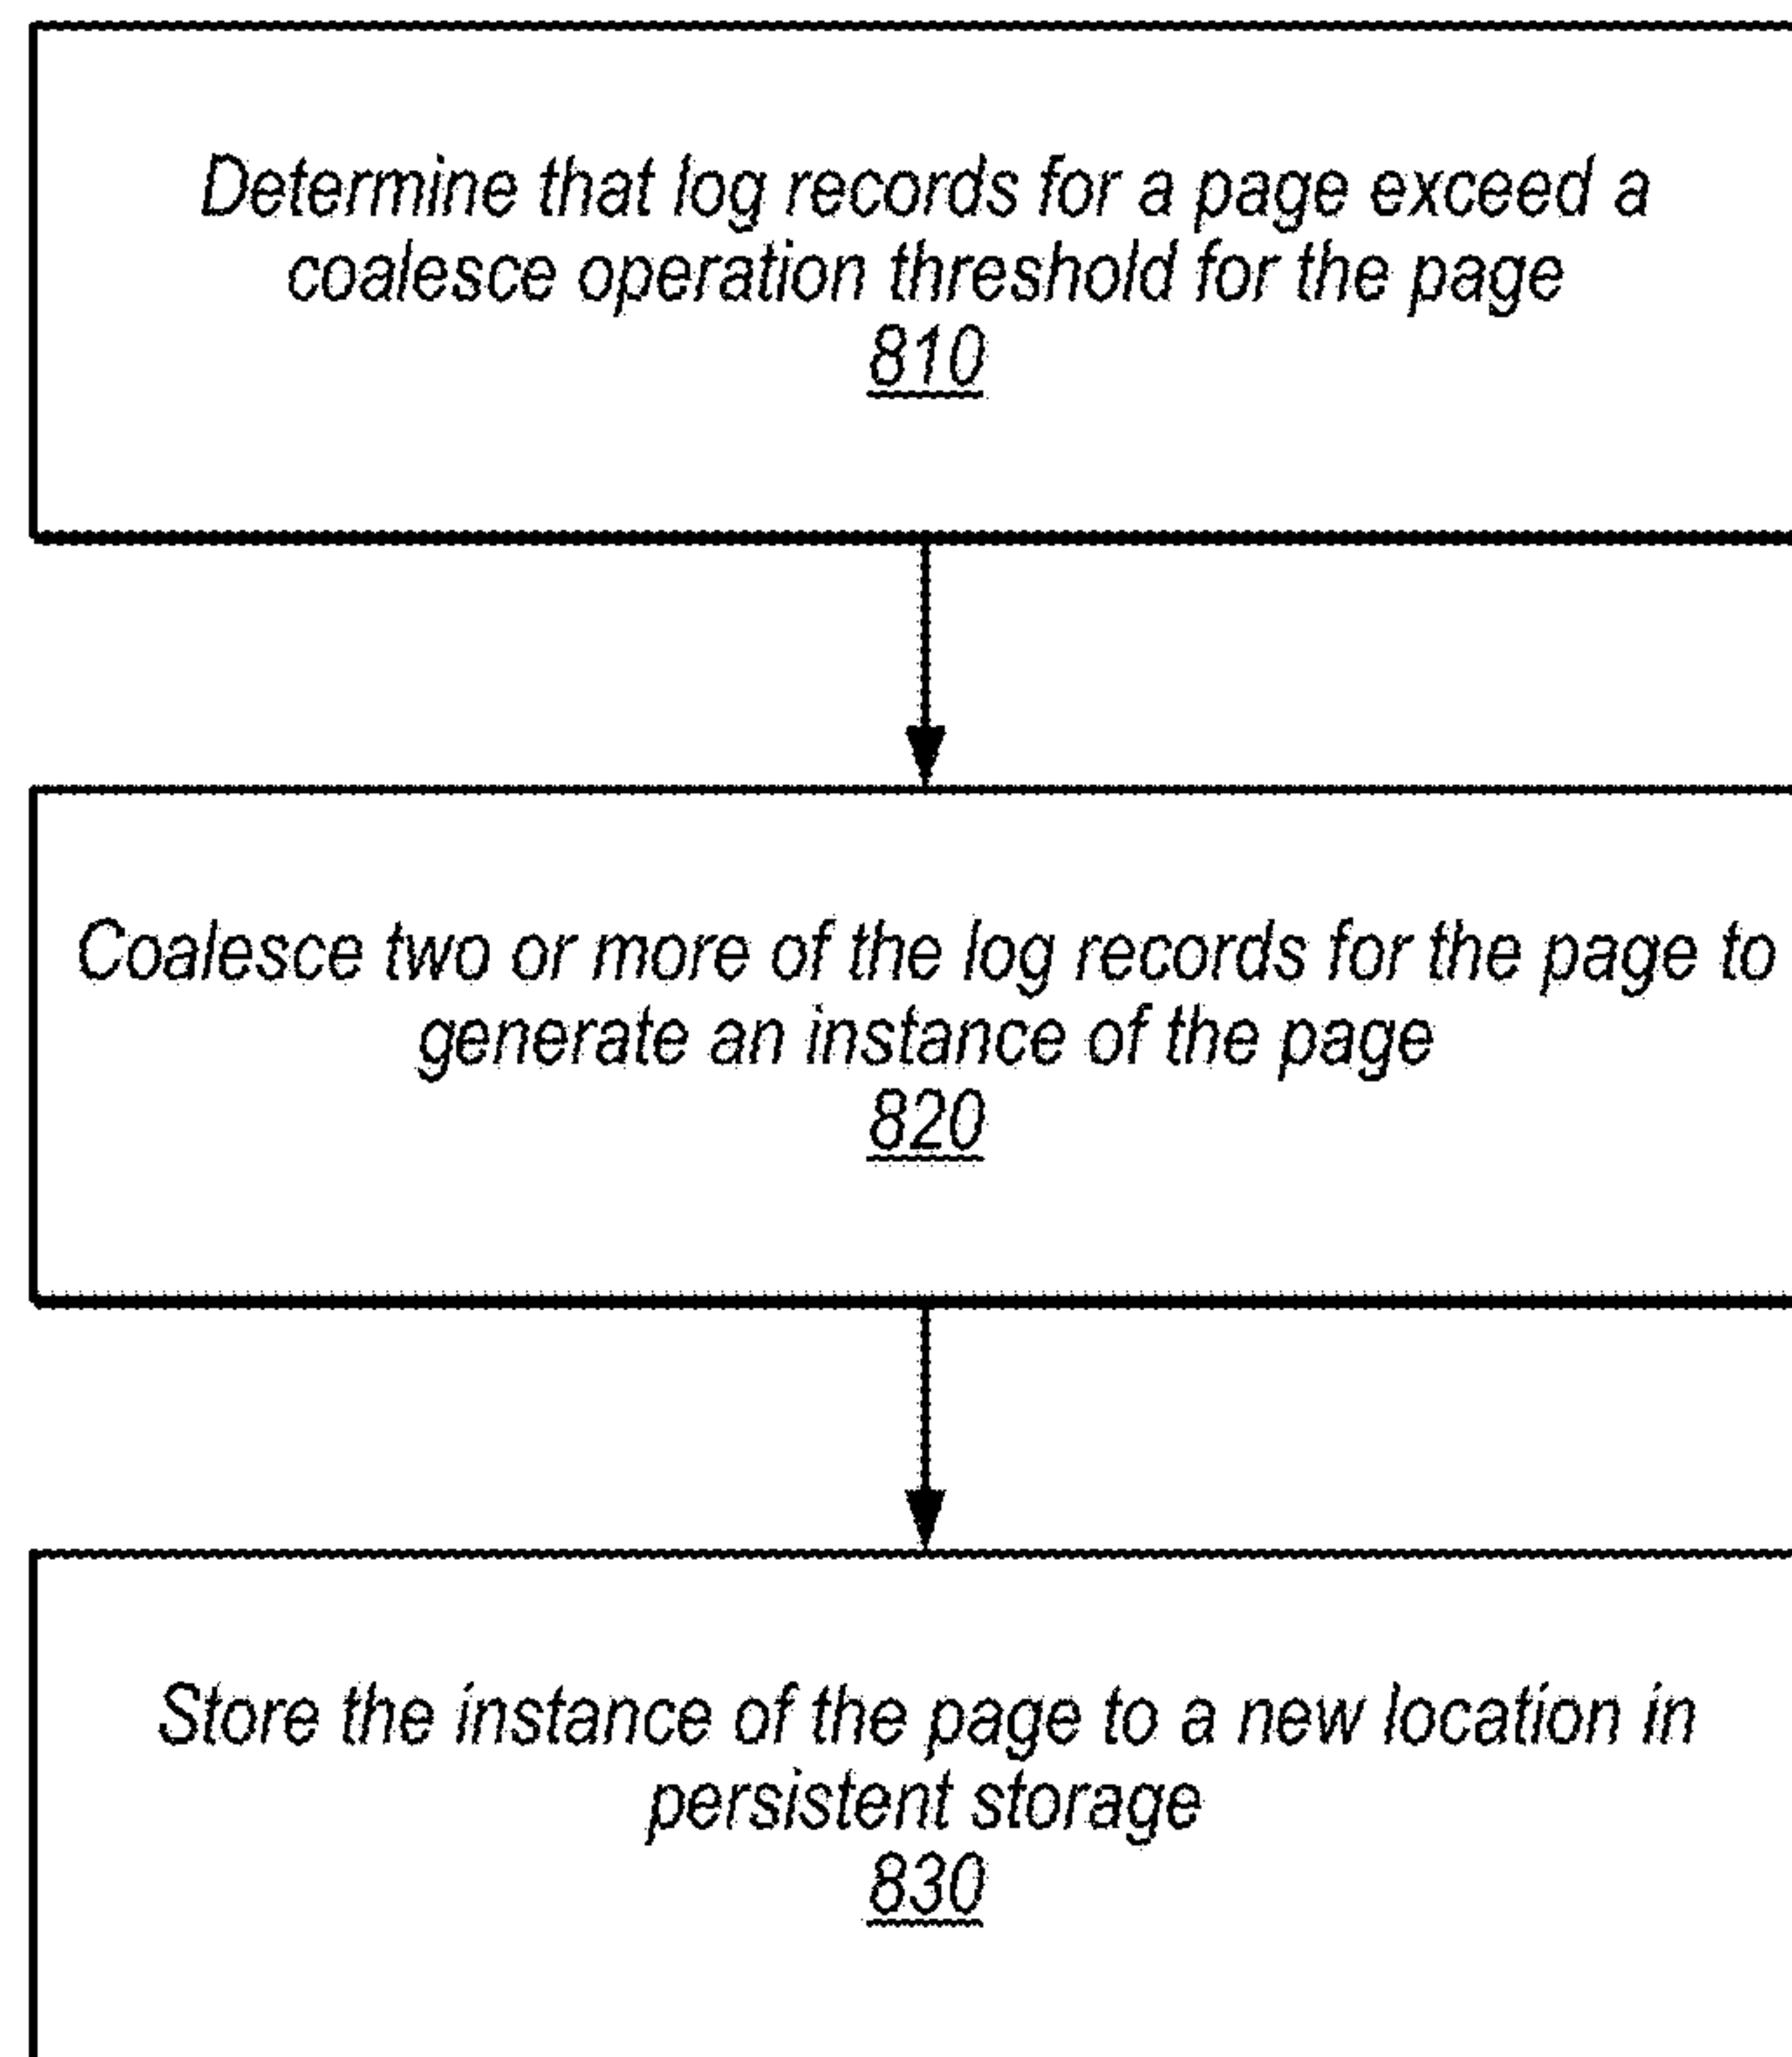 Determine that log records for a page exceed a
coalesce operation threshold for the page
810
Coalesce two or more of the log records for the page to
generate an instance of the page
820
Store the instance of the page to a new location in
persistent storage
830